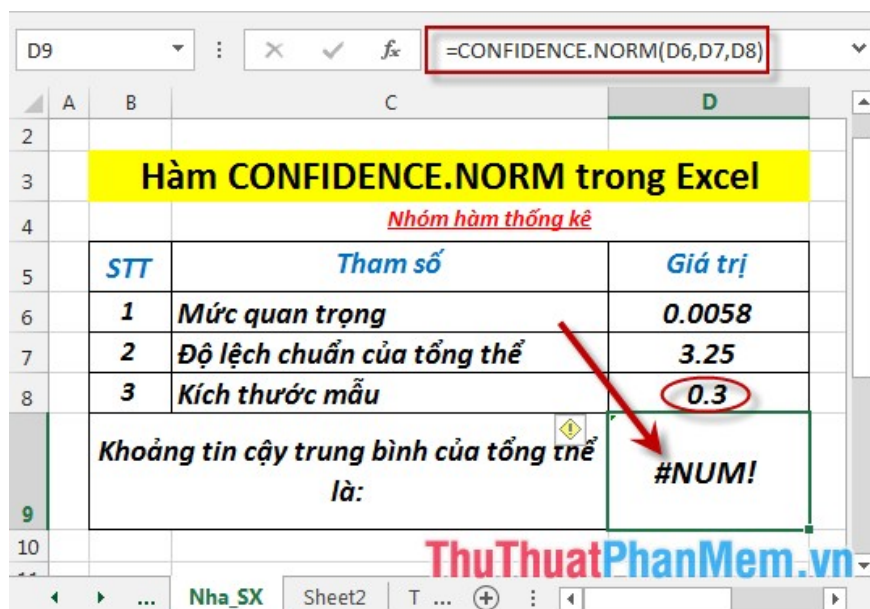 D9 fx =CONFIDENCE.NORM(D6,D7,D8)
A B C D
2
3 Hàm CONFIDENCE.NORM trong Excel
4 Nhóm hàm thống kê
5 STT Tham số Giá trị
6 1 Mức quan trọng 0.0058
7 2 Độ lệch chuẩn của tổng thể 3.25
8 3 Kích thước mẫu 0.3
Khoảng tin cậy trung bình của tổng thể
là: #NUM!
9
10
ThuThuatPhanMem.vn
... Nha_SX Sheet2 T ...